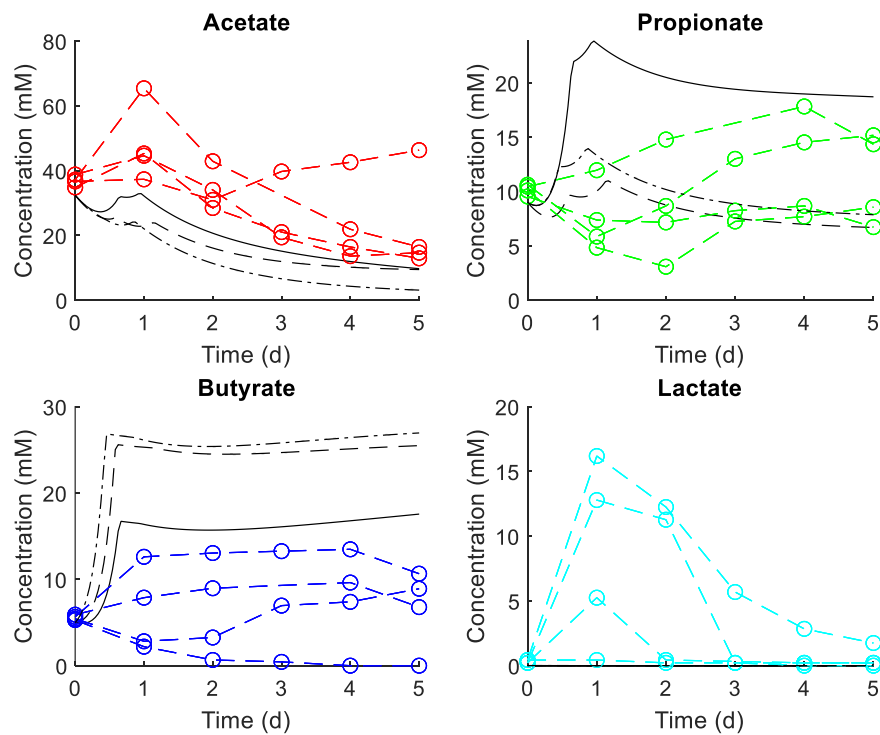 Acetate
Concentration (mM)
80
60
40
20
0
0 1 2 3 4 5
Time (d)
Propionate
Concentration (mM)
20
15
10
5
0
0 1 2 3 4 5
Time (d)
Butyrate
Concentration (mM)
30
20
10
0
0 1 2 3 4 5
Time (d)
Lactate
Concentration (mM)
20
15
10
5
0
0 1 2 3 4 5
Time (d)